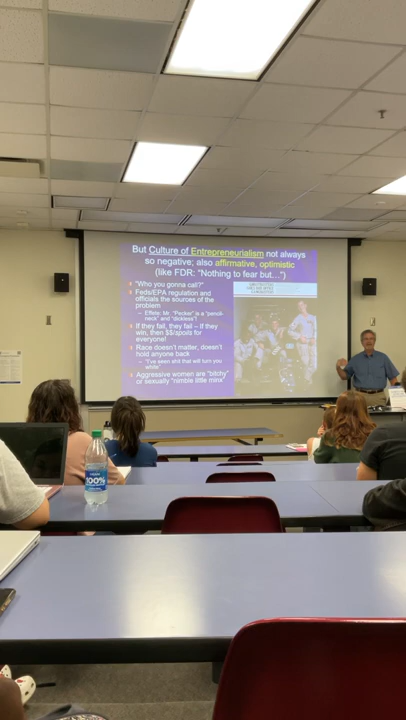 But Culture of Entrepreneurialism not always
so negative; also affirmative, optimistic
(like FDR: "Nothing to fear but...")
"Who you gonna call?"
Feds/EPA regulation and
officials the sources of the
problem
– Effete: Mr. "Pecker" is a "pencil-
neck" and "dickless")
If they fail, they fail – if they
win, then $$/spoils for
everyone!
Race doesn't matter, doesn't
hold anyone back
– "I've seen shit that will turn you
white"
Aggressive women are "bitchy"
or sexually "nimble little minx"
100%